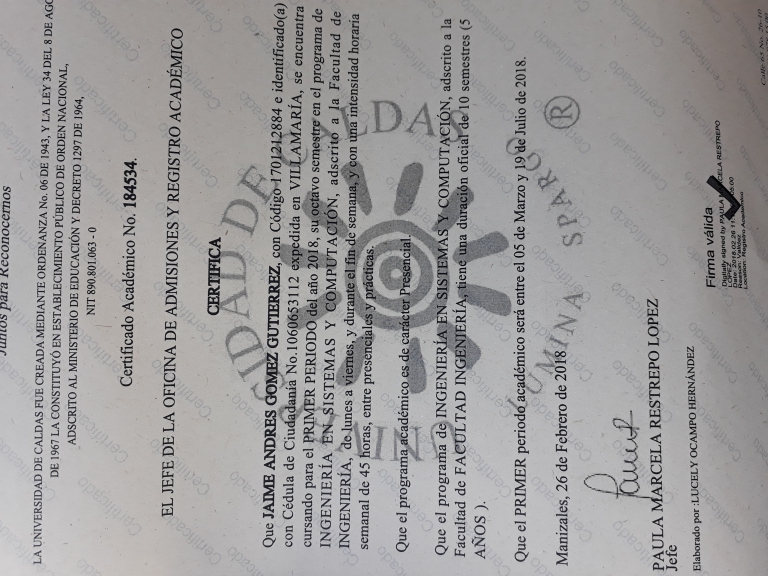 Juntos para Reconocernos
LA UNIVERSIDAD DE CALDAS FUE CREADA MEDIANTE ORDENANZA No. 06 DE 1943, Y LA LEY 34 DEL 8 DE AGO
DE 1967 LA CONSTITUYÓ EN ESTABLECIMIENTO PÚBLICO DE ORDEN NACIONAL,
ADSCRITO AL MINISTERIO DE EDUCACIÓN Y DECRETO 1297 DE 1964,
NIT 890.801.063 - 0
Certificado Académico No. 184534.
EL JEFE DE LA OFICINA DE ADMISIONES Y REGISTRO ACADÉMICO
CERTIFICA
Que JAIME ANDRES GOMEZ GUTIERREZ, con Código 1701212884 e identificado(a)
con Cédula de Ciudadanía No.1060653112 expedida en VILLAMARÍA, se encuentra
cursando para el PRIMER PERIODO del año 2018, su octavo semestre en el programa de
INGENIERÍA EN SISTEMAS Y COMPUTACIÓN, adscrito a la Facultad de
INGENIERÍA, de lunes a viernes, y durante el fin de semana, y con una intensidad horaria
semanal de 45 horas, entre presenciales y prácticas.
Que el programa académico es de carácter Presencial.
Que el programa de INGENIERÍA EN SISTEMAS Y COMPUTACIÓN, adscrito a la
Facultad de FACULTAD INGENIERÍA, tiene una duración oficial de 10 semestres (5
AÑOS ).
Que el PRIMER periodo académico será entre el 05 de Marzo y 19 de Julio de 2018.
Manizales, 26 de Febrero de 2018
PAULA MARCELA RESTREPO LOPEZ
Jefe
Elaborado por :LUCELY OCAMPO HERNÁNDEZ
Firma válida
Digitally signed by PAULA MARCELA RESTREPO
LOPEZ
Date: 2018.02.26
Reason: Validez
Location: Registro Academico
UNIVERSIDAD DE CALDAS
LUMINA SPARGO
®
Certificado